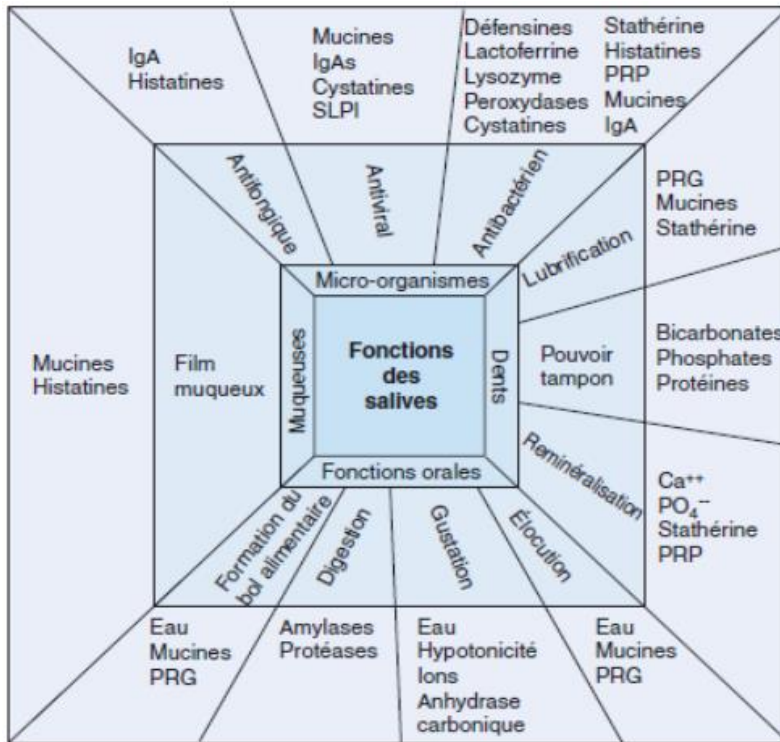 IgA
Histatines
Mucines
IgAs
Cystatines
SLPI
Défensines
Lactoferrine
Lysozyme
Peroxydases
Cystatines
Stathérine
Histatines
PRP
Mucines
IgA
Antifongique
Antiviral
Antibactérien
Micro-organismes
Lubrification
PRG
Mucines
Stathérine
Mucines
Histatines
Film
muqueux
Muqueuses
Fonctions
des
salives
Dents
Pouvoir
tampon
Bicarbonates
Phosphates
Protéines
Reminéralisation
Ca⁺⁺
PO₄⁻⁻
Stathérine
PRP
Fonctions orales
Formation du
bol alimentaire
Digestion
Gustation
Élocution
Eau
Mucines
PRG
Amylases
Protéases
Eau
Hypotonicité
Ions
Anhydrase
carbonique
Eau
Mucines
PRG